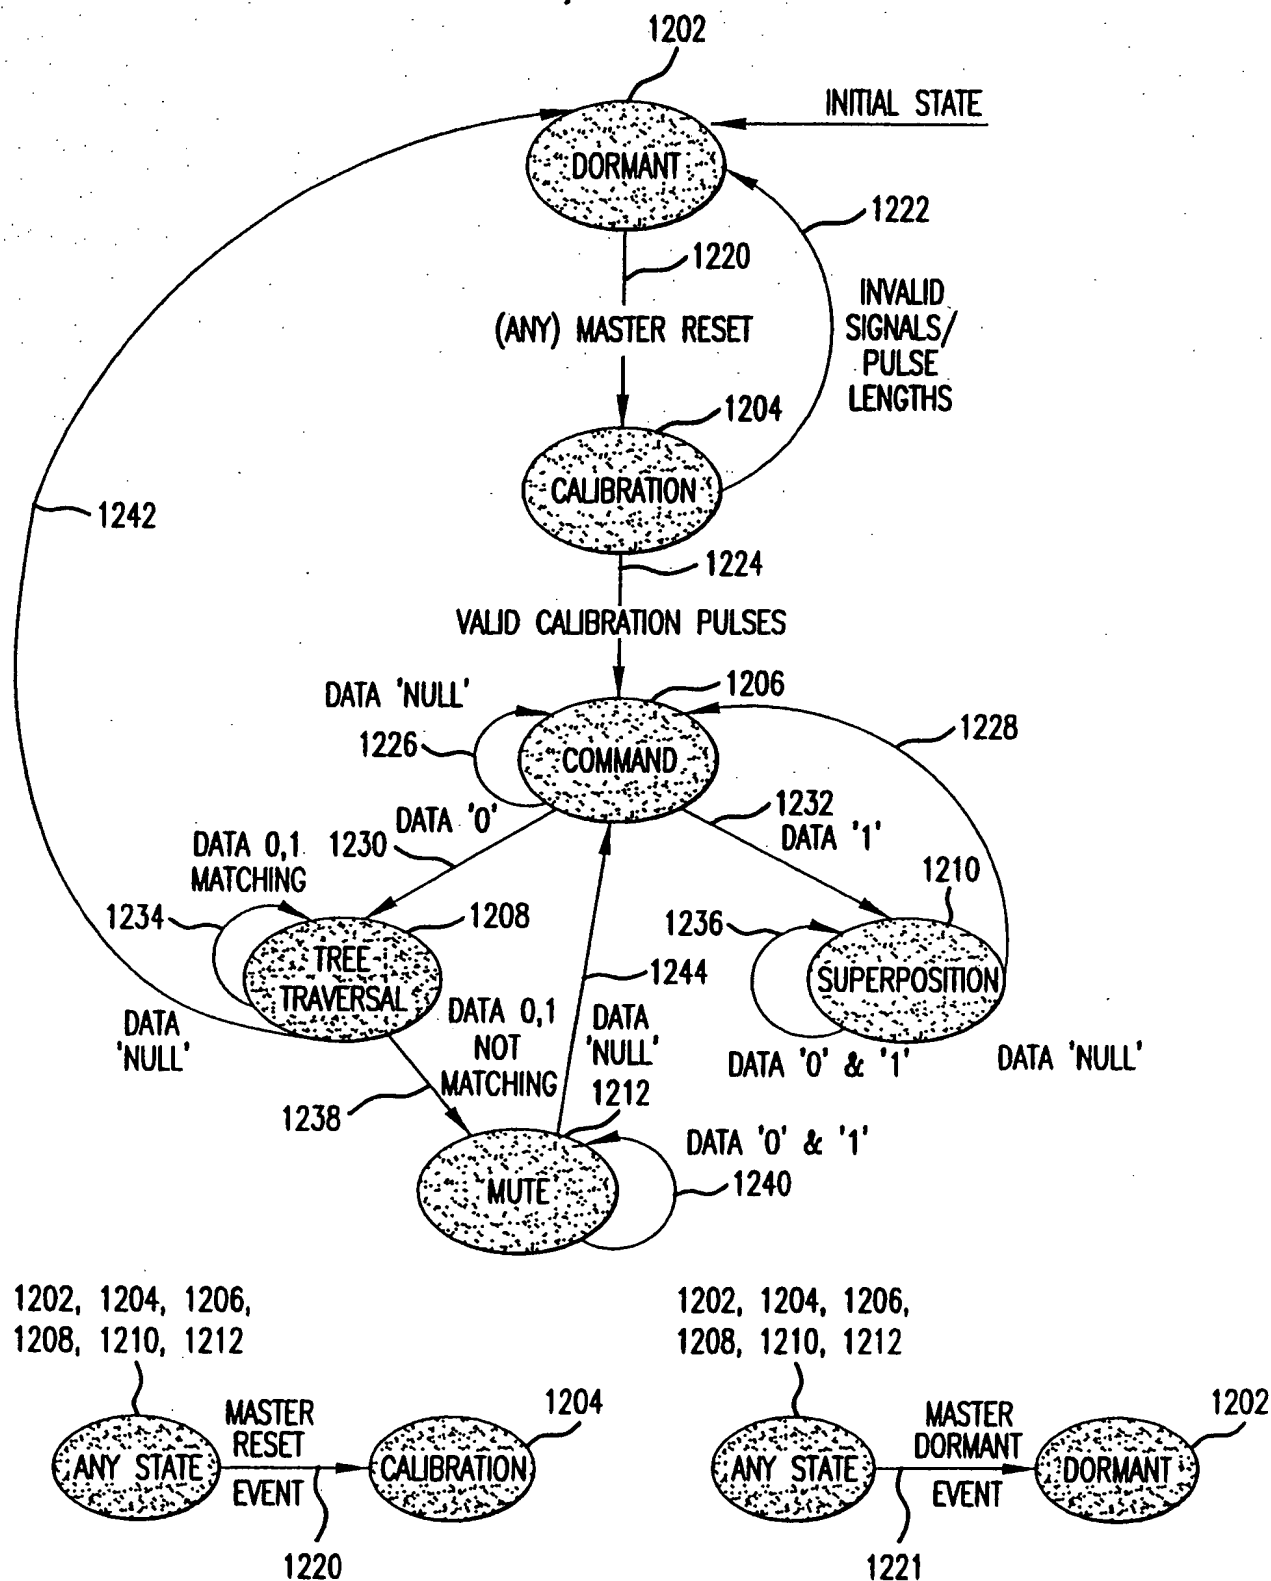 1202
INITIAL STATE
DORMANT
1222
1220
INVALID
SIGNALS/
PULSE
LENGTHS
(ANY) MASTER RESET
1204
CALIBRATION
1242
1224
VALID CALIBRATION PULSES
DATA 'NULL'
1206
1226
COMMAND
1228
DATA '0'
1232
DATA '1'
DATA 0,1
MATCHING
1230
1210
1234
1208
1236
TREE
TRAVERSAL
1244
SUPERPOSITION
DATA
'NULL'
DATA 0,1
NOT
MATCHING
DATA
'NULL'
DATA '0' & '1'
DATA 'NULL'
1238
1212
DATA '0' & '1'
MUTE
1240
1202, 1204, 1206,
1208, 1210, 1212
ANY STATE
MASTER
RESET
EVENT
1220
1204
CALIBRATION
1202, 1204, 1206,
1208, 1210, 1212
ANY STATE
MASTER
DORMANT
EVENT
1221
1202
DORMANT